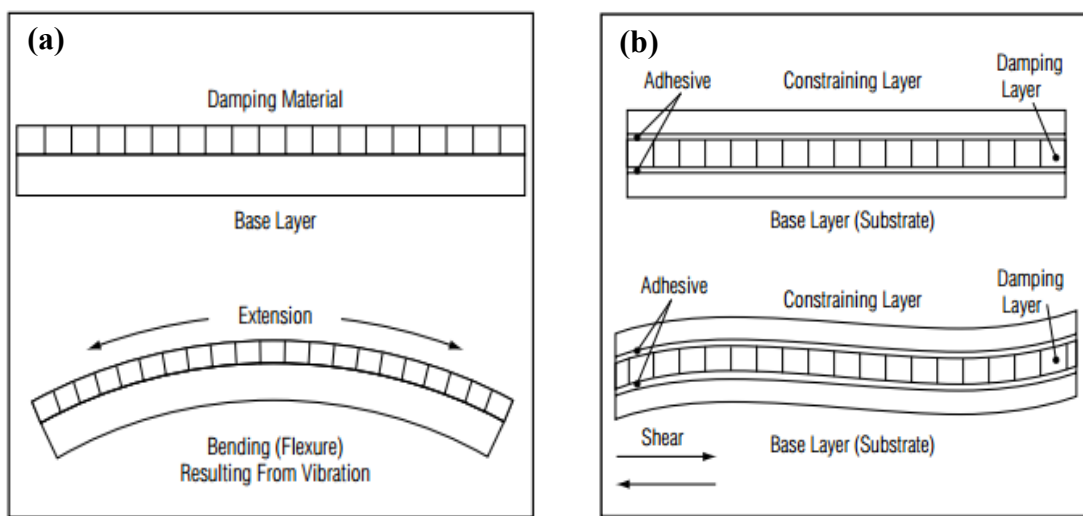 (a)
Damping Material
Base Layer
Extension
Bending (Flexure)
Resulting From Vibration
(b)
Adhesive
Constraining Layer
Damping
Layer
Base Layer (Substrate)
Adhesive
Constraining Layer
Damping
Layer
Shear
Base Layer (Substrate)